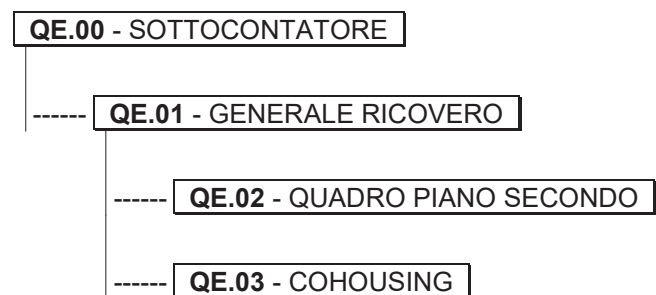 QE.00 - SOTTOCONTATORE
------ QE.01 - GENERALE RICOVERO
------ QE.02 - QUADRO PIANO SECONDO
------ QE.03 - COHOUSING